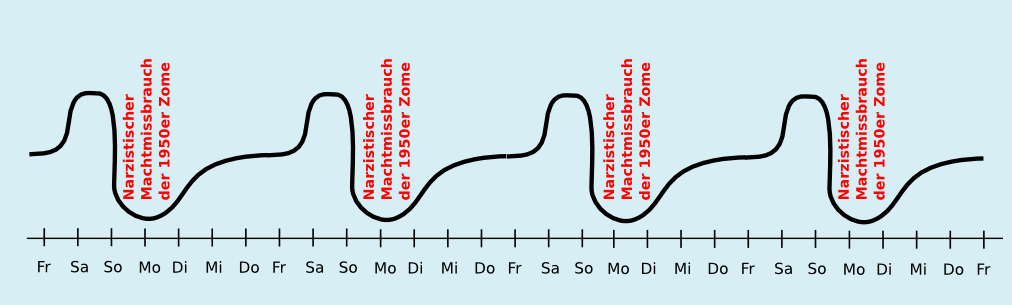 Narzistischer
Machtmissbrauch
der 1950er Zome
Narzistischer
Machtmissbrauch
der 1950er Zome
Narzistischer
Machtmissbrauch
der 1950er Zome
Narzistischer
Machtmissbrauch
der 1950er Zome
Fr Sa So Mo Di Mi Do Fr Sa So Mo Di Mi Do Fr Sa So Mo Di Mi Do Fr Sa So Mo Di Mi Do Fr